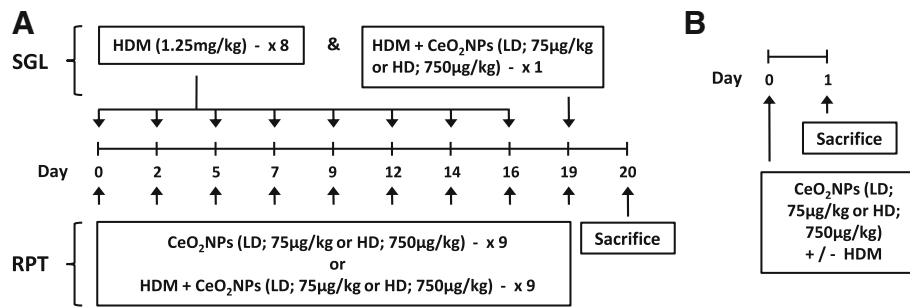 A
SGL
HDM (1.25mg/kg) - x 8
&
HDM + CeO₂NPs (LD; 75µg/kg
or HD; 750µg/kg) - x 1
Day
0 2 5 7 9 12 14 16 19 20
RPT
CeO₂NPs (LD; 75µg/kg or HD; 750µg/kg) - x 9
or
HDM + CeO₂NPs (LD; 75µg/kg or HD; 750µg/kg) - x 9
Sacrifice
B
Day
0 1
Sacrifice
CeO₂NPs (LD;
75µg/kg or HD;
750µg/kg)
+ / - HDM